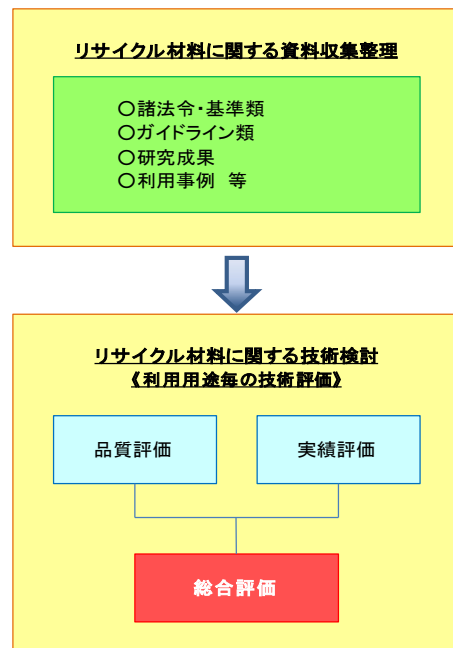 リサイクル材料に関する資料収集整理
〇諸法令・基準類
〇ガイドライン類
〇研究成果
〇利用事例 等
リサイクル材料に関する技術検討
《利用用途毎の技術評価》
品質評価
実績評価
総合評価